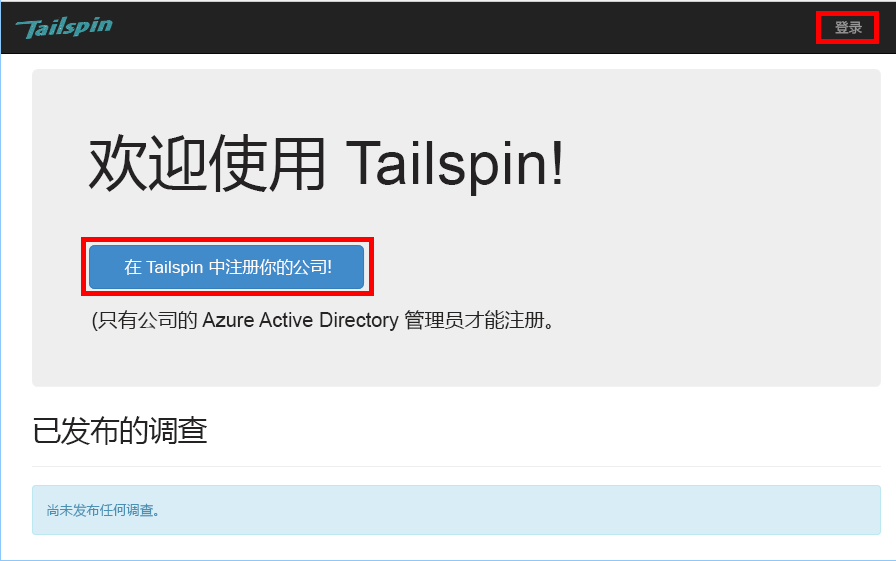 Tailspin
登录
欢迎使用 Tailspin!
在 Tailspin 中注册你的公司!
(只有公司的 Azure Active Directory 管理员才能注册。
已发布的调查
尚未发布任何调查。